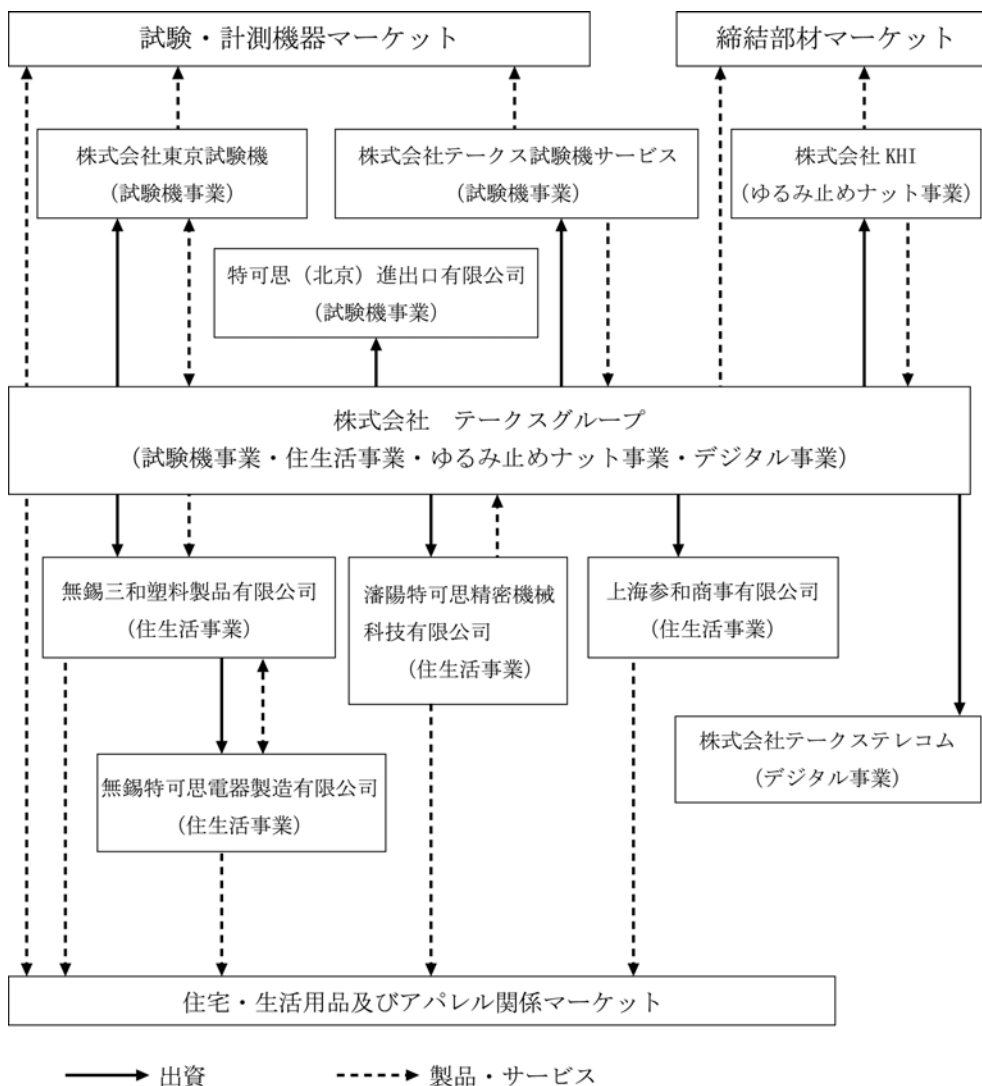 試験・計測機器マーケット
締結部材マーケット
株式会社東京試験機
(試験機事業)
株式会社テークス試験機サービス
(試験機事業)
株式会社 KHI
(ゆるみ止めナット事業)
特可思（北京）進出口有限公司
(試験機事業)
株式会社　テークスグループ
(試験機事業・住生活事業・ゆるみ止めナット事業・デジタル事業)
無錫三和塑料製品有限公司
(住生活事業)
瀋陽特可思精密機械
科技有限公司
(住生活事業)
上海参和商事有限公司
(住生活事業)
株式会社テークステレコム
(デジタル事業)
無錫特可思電器製造有限公司
(住生活事業)
住宅・生活用品及びアパレル関係マーケット
出資
製品・サービス